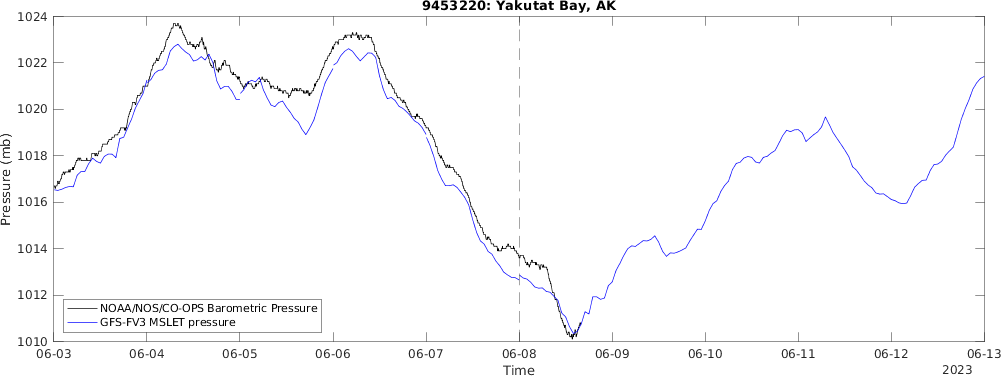 9453220: Yakutat Bay, AK
Pressure (mb)
1024
1022
1020
1018
1016
1014
1012
1010
NOAA/NOS/CO-OPS Barometric Pressure
GFS-FV3 MSLET pressure
06-03 06-04 06-05 06-06 06-07 06-08 06-09 06-10 06-11 06-12 06-13
Time
2023